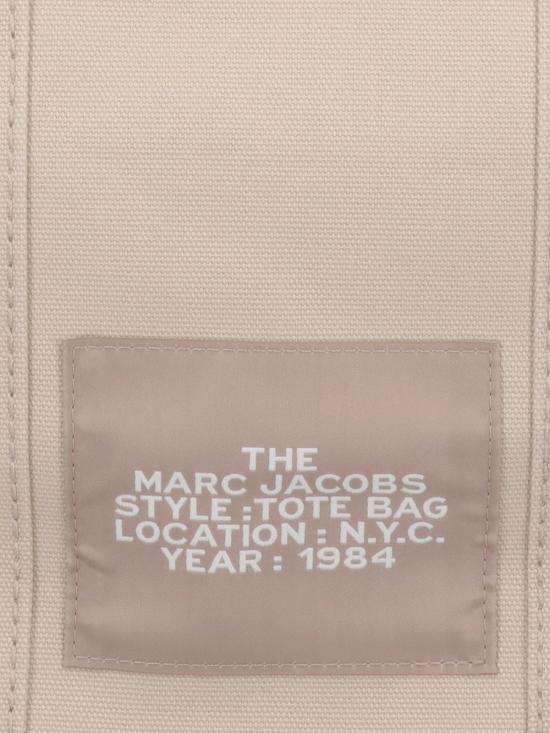 THE
MARC JACOBS
STYLE :TOTE BAG
LOCATION : N.Y.C.
YEAR : 1984